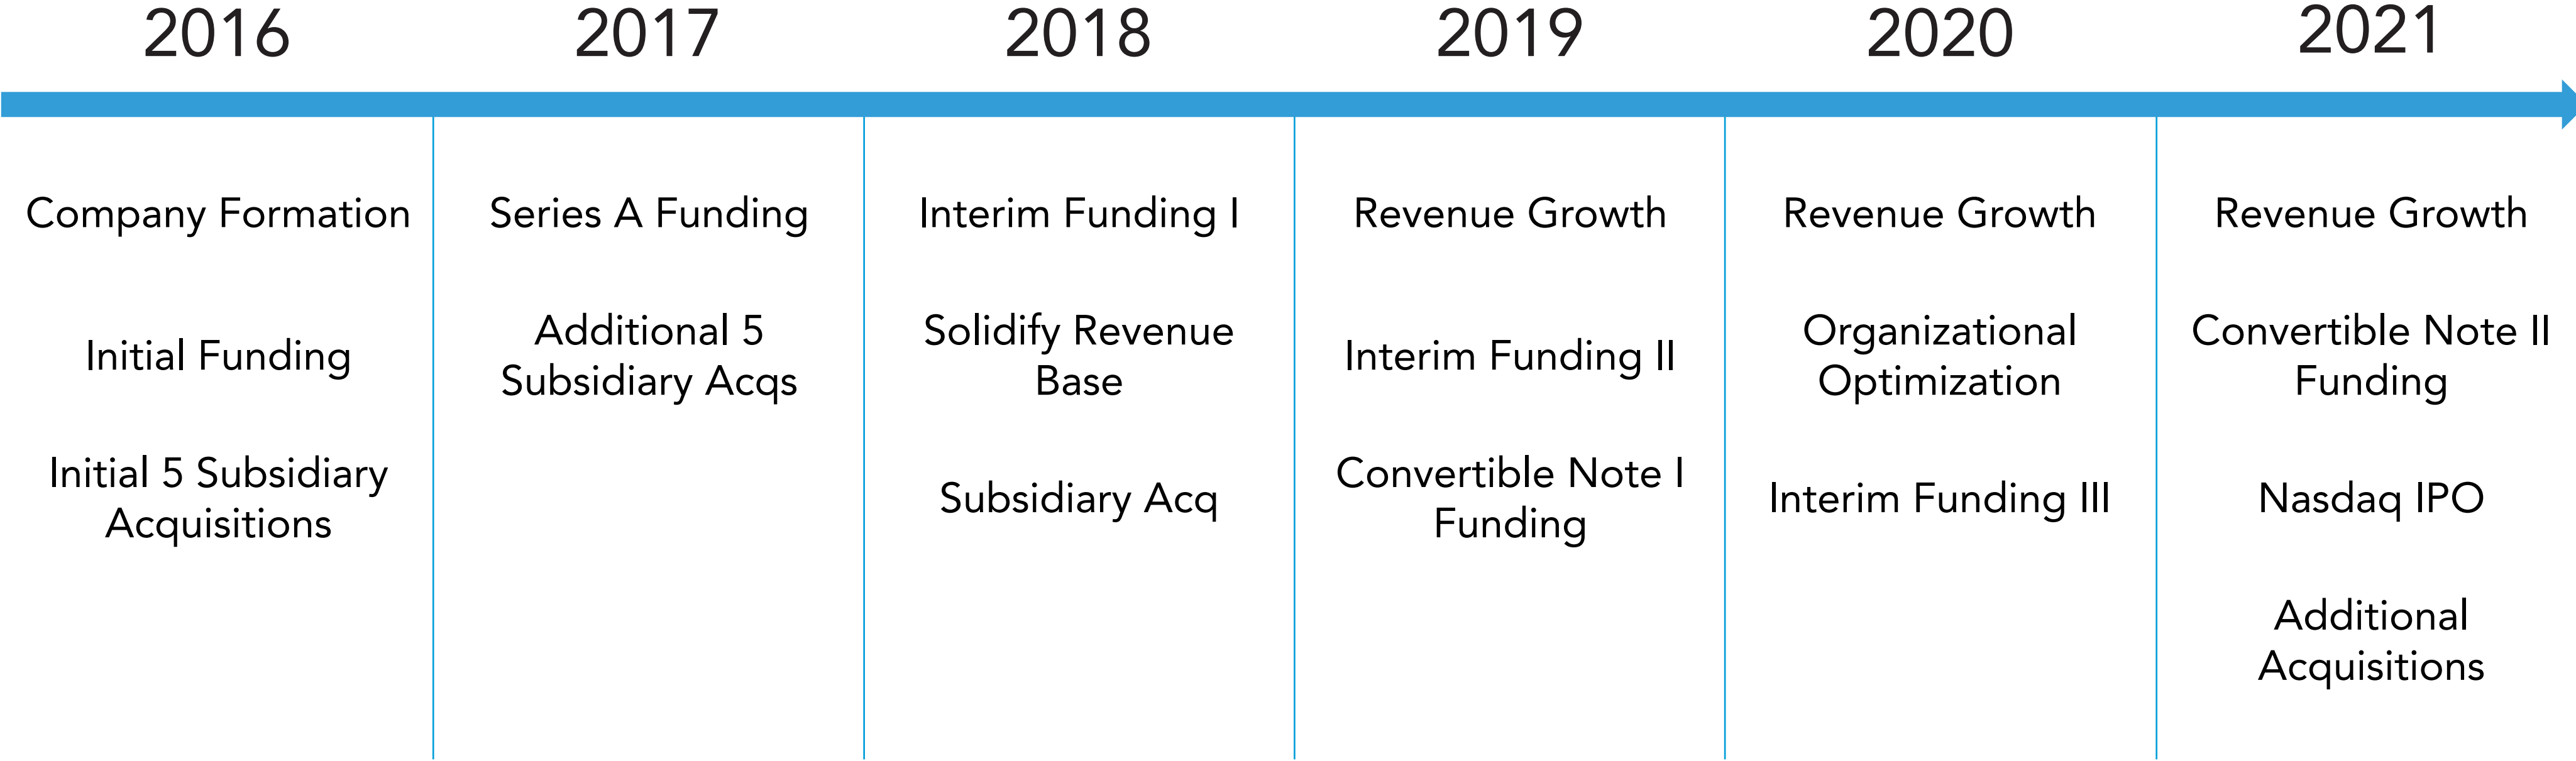 2016
2017
2018
2019
2020
2021
Company Formation
Initial Funding
Initial 5 Subsidiary
Acquisitions
Series A Funding
Additional 5
Subsidiary Acqs
Interim Funding I
Solidify Revenue
Base
Subsidiary Acq
Revenue Growth
Interim Funding II
Convertible Note I
Funding
Revenue Growth
Organizational
Optimization
Interim Funding III
Revenue Growth
Convertible Note II
Funding
Nasdaq IPO
Additional
Acquisitions